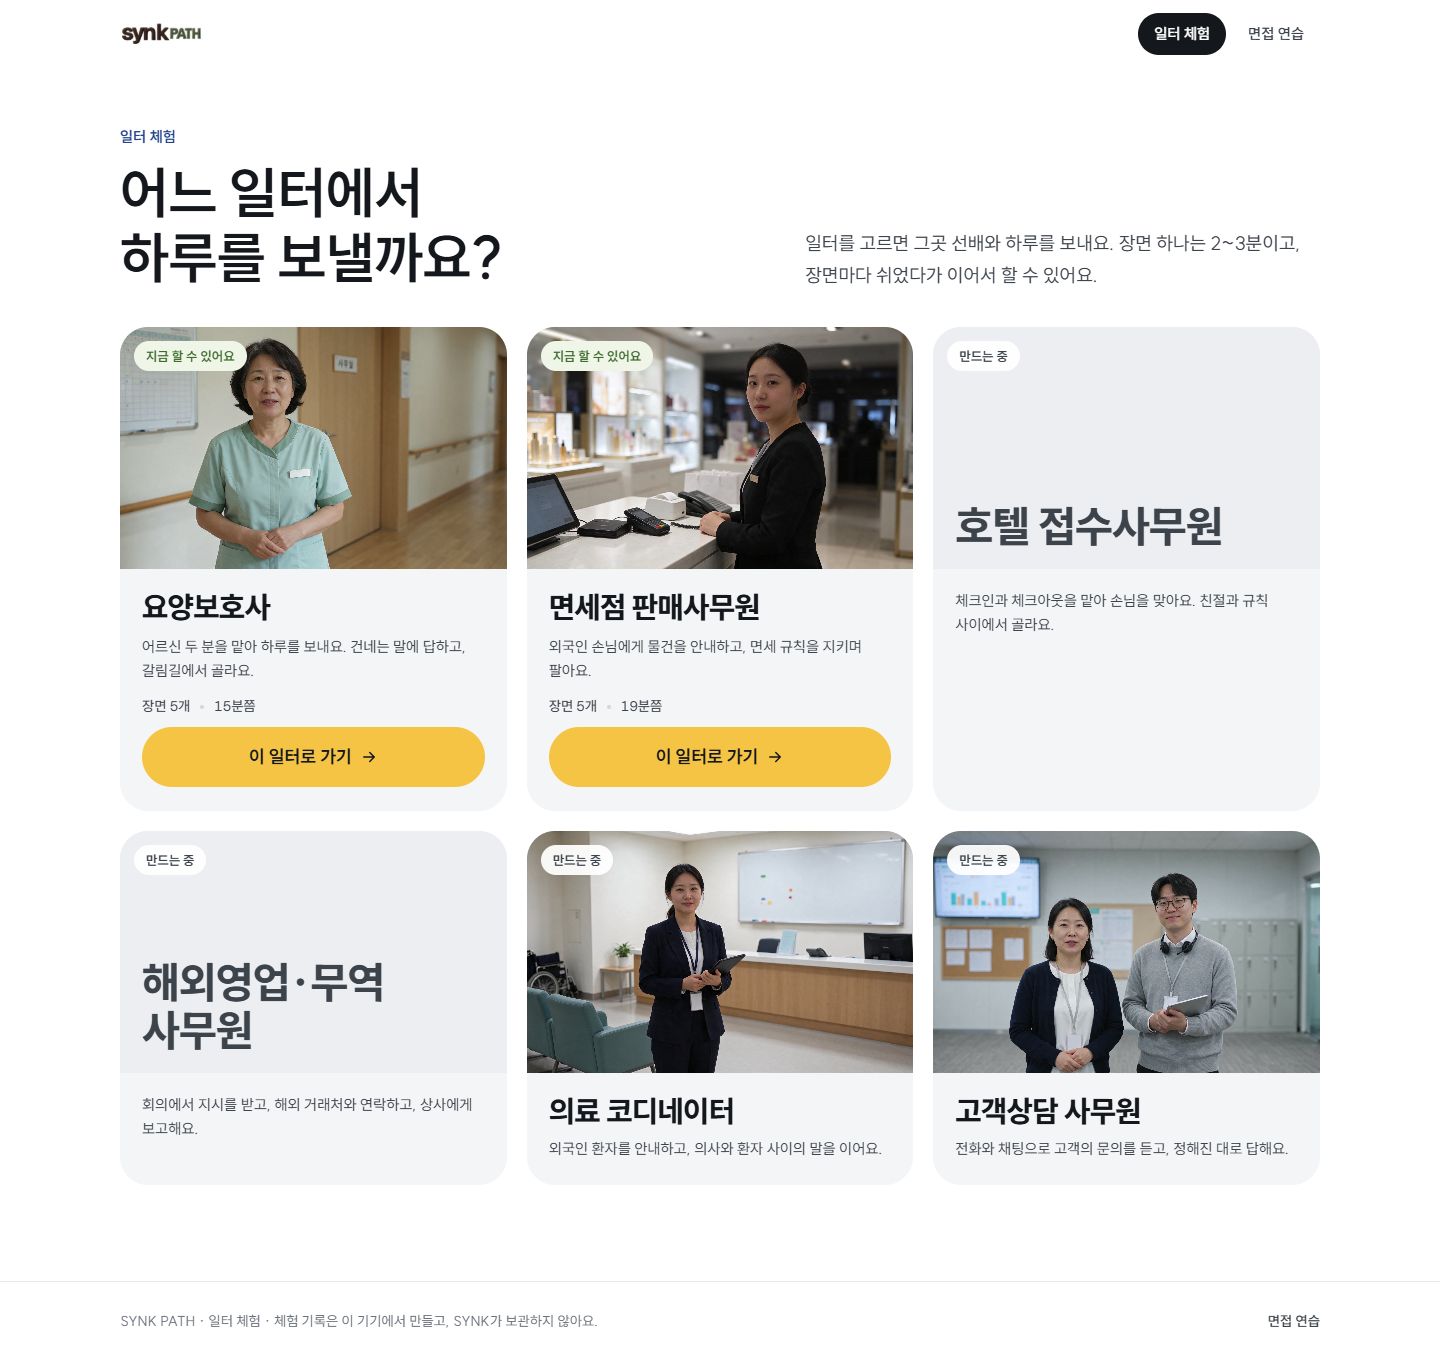 synk PATH
일터 체험
면접 연습
일터 체험
어느 일터에서
하루를 보낼까요?
일터를 고르면 그곳 선배와 하루를 보내요. 장면 하나는 2~3분이고,
장면마다 쉬었다가 이어서 할 수 있어요.
지금 할 수 있어요
사무실
요양보호사
어르신 두 분을 맡아 하루를 보내요. 건네는 말에 답하고,
갈림길에서 골라요.
장면 5개 • 15분쯤
이 일터로 가기 →
지금 할 수 있어요
면세점 판매사무원
외국인 손님에게 물건을 안내하고, 면세 규칙을 지키며
팔아요.
장면 5개 • 19분쯤
이 일터로 가기 →
만드는 중
호텔 접수사무원
체크인과 체크아웃을 맡아 손님을 맞아요. 친절과 규칙
사이에서 골라요.
만드는 중
해외영업·무역
사무원
회의에서 지시를 받고, 해외 거래처와 연락하고, 상사에게
보고해요.
만드는 중
의료 코디네이터
외국인 환자를 안내하고, 의사와 환자 사이의 말을 이어요.
만드는 중
고객상담 사무원
전화와 채팅으로 고객의 문의를 듣고, 정해진 대로 답해요.
SYNK PATH · 일터 체험 · 체험 기록은 이 기기에서 만들고, SYNK가 보관하지 않아요.
면접 연습